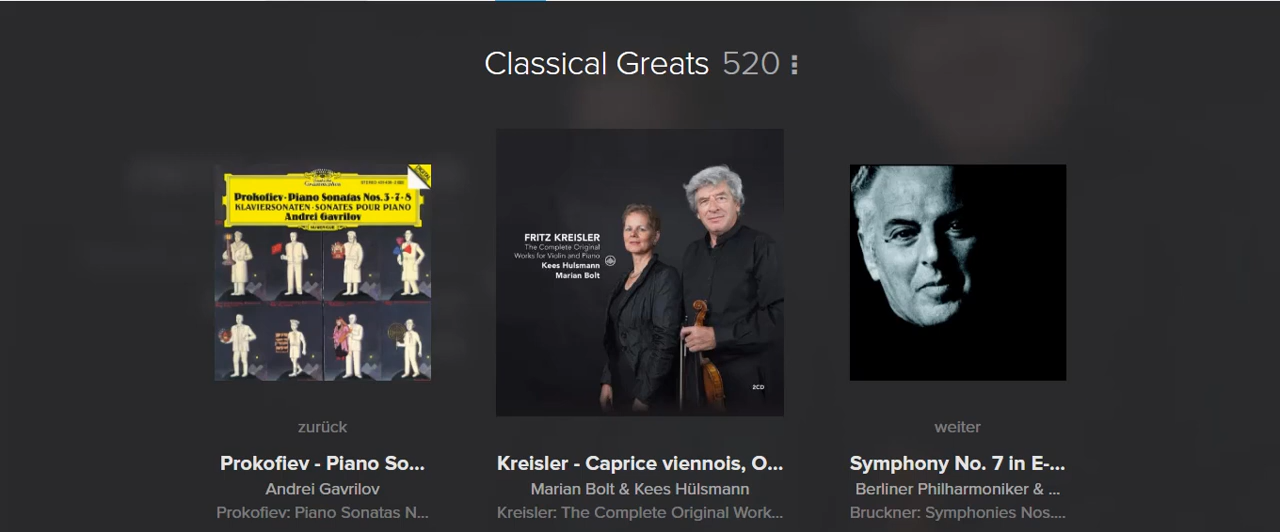 Classical Greats 520
Prokofiev·Piano Sonatas Nos.3·7·8
KLAVIERSONATEN·SONATES POUR PIANO
Andrei Gavrilov
FRITZ KREISLER
The Complete Original
Works for Violin and Piano
Kees Hulsmann
Marian Bolt
2CD
zurück
Prokofiev - Piano So...
Andrei Gavrilov
Prokofiev: Piano Sonatas N...
Kreisler - Caprice viennois, O...
Marian Bolt & Kees Hülsmann
Kreisler: The Complete Original Work...
weiter
Symphony No. 7 in E-...
Berliner Philharmoniker & ...
Bruckner: Symphonies Nos....